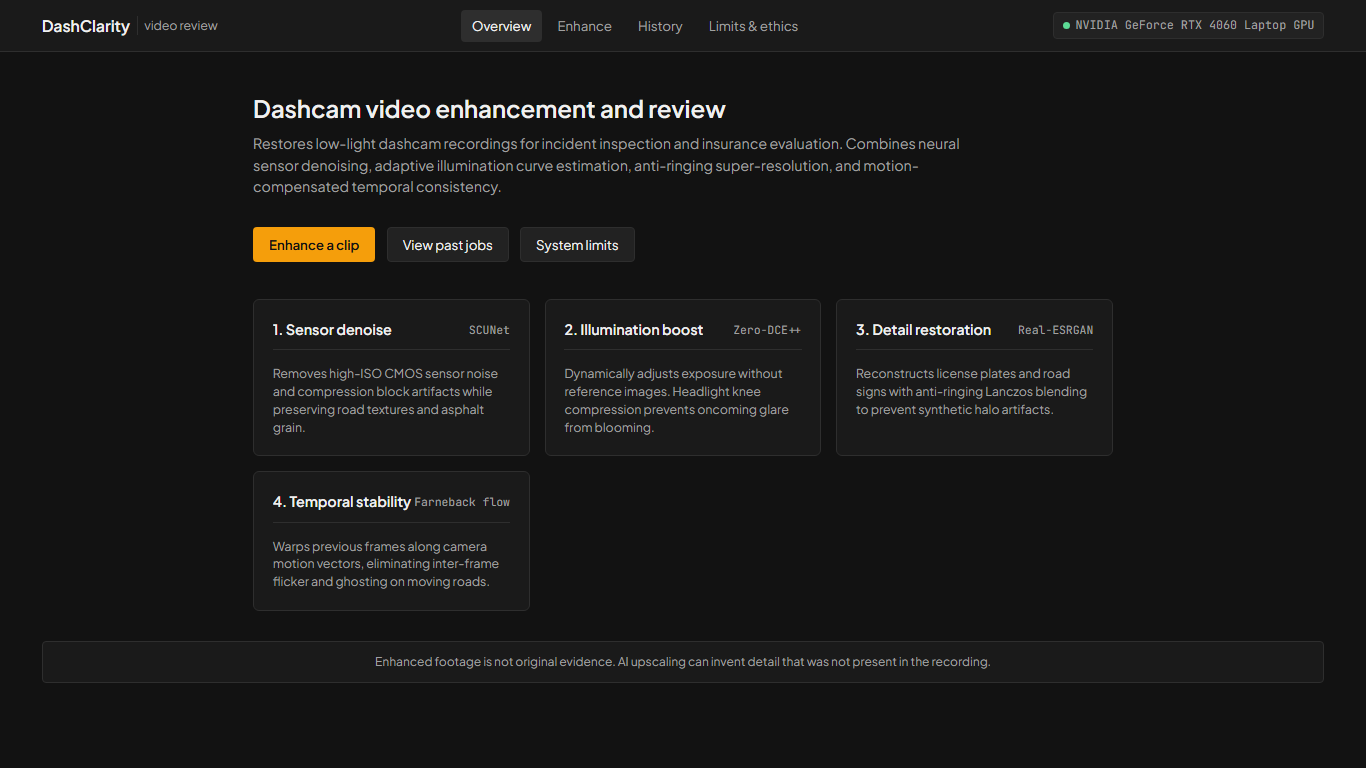 DashClarity video review Overview Enhance History Limits & ethics NVIDIA GeForce RTX 4060 Laptop GPU
Dashcam video enhancement and review
Restores low-light dashcam recordings for incident inspection and insurance evaluation. Combines neural
sensor denoising, adaptive illumination curve estimation, anti-ringing super-resolution, and motion-
compensated temporal consistency.
Enhance a clip View past jobs System limits
1. Sensor denoise SCUNet
Removes high-ISO CMOS sensor noise
and compression block artifacts while
preserving road textures and asphalt
grain.
2. Illumination boost Zero-DCE++
Dynamically adjusts exposure without
reference images. Headlight knee
compression prevents oncoming glare
from blooming.
3. Detail restoration Real-ESRGAN
Reconstructs license plates and road
signs with anti-ringing Lanczos blending
to prevent synthetic halo artifacts.
4. Temporal stability Farneback flow
Warps previous frames along camera
motion vectors, eliminating inter-frame
flicker and ghosting on moving roads.
Enhanced footage is not original evidence. AI upscaling can invent detail that was not present in the recording.